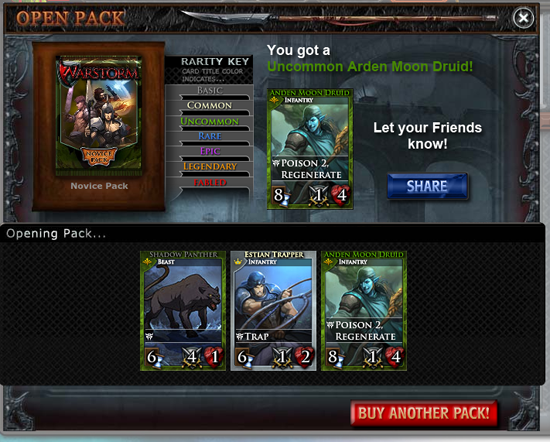 OPEN PACK
You got a
Uncommon Arden Moon Druid!
WARSTORM
NOVICE
PACK
Novice Pack
RARITY KEY
CARD TITLE COLOR
INDICATES...
BASIC
COMMON
UNCOMMON
RARE
EPIC
LEGENDARY
FABLED
ARDEN MOON DRUID
INFANTRY
POISON 2,
REGENERATE
8 1 4
Let your Friends
know!
SHARE
Opening Pack...
SHADOW PANTHER
BEAST
6 4 1
ESTIAN TRAPPER
INFANTRY
TRAP
6 1 2
ARDEN MOON DRUID
INFANTRY
POISON 2,
REGENERATE
8 1 4
BUY ANOTHER PACK!